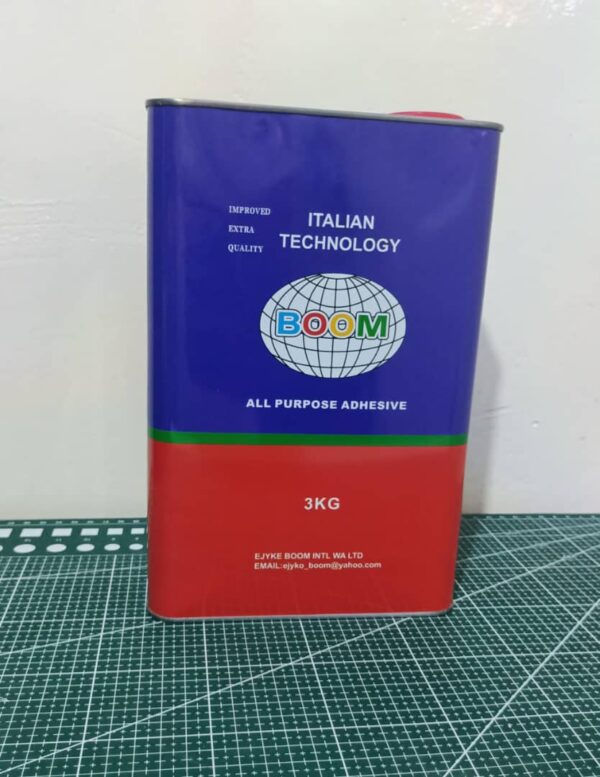 IMPROVED
EXTRA
QUALITY
ITALIAN
TECHNOLOGY
BOOM
ALL PURPOSE ADHESIVE
3KG
EJYKE BOOM INTL WA LTD
EMAIL:ejyko_boom@yahoo.com